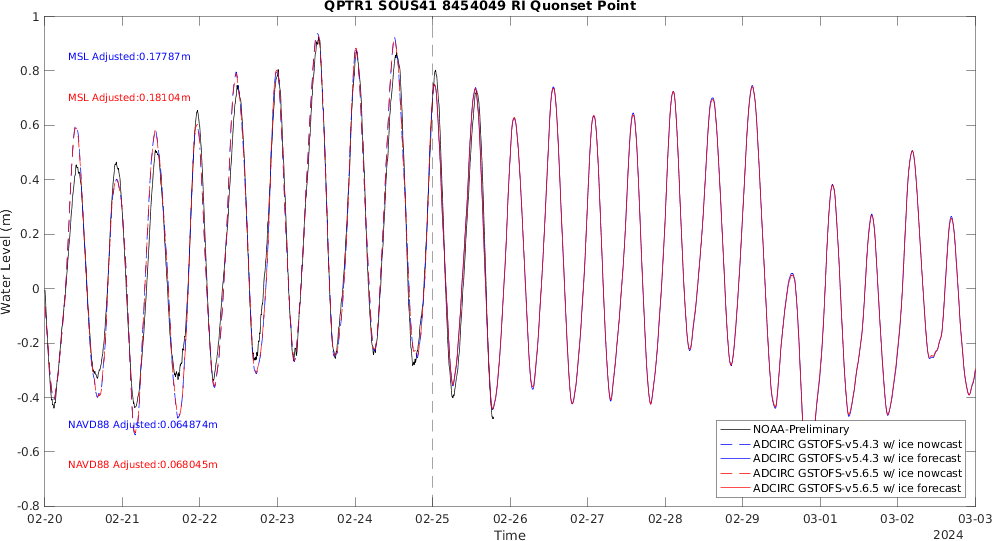 QPTR1 SOUS41 8454049 RI Quonset Point
1
0.8
0.6
0.4
0.2
0
-0.2
-0.4
-0.6
-0.8
Water Level (m)
MSL Adjusted:0.17787m
MSL Adjusted:0.18104m
NAVD88 Adjusted:0.064874m
NAVD88 Adjusted:0.068045m
NOAA-Preliminary
ADCIRC GSTOFS-v5.4.3 w/ ice nowcast
ADCIRC GSTOFS-v5.4.3 w/ ice forecast
ADCIRC GSTOFS-v5.6.5 w/ ice nowcast
ADCIRC GSTOFS-v5.6.5 w/ ice forecast
02-20 02-21 02-22 02-23 02-24 02-25 02-26 02-27 02-28 02-29 03-01 03-02 03-03
Time
2024